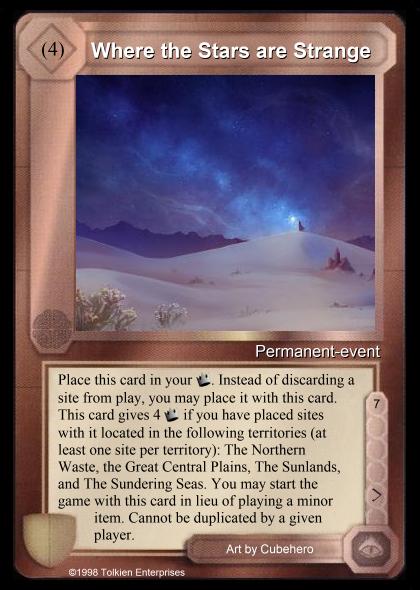 (4)
Where the Stars are Strange
Permanent-event
Place this card in your . Instead of discarding a
site from play, you may place it with this card.
This card gives 4 if you have placed sites
with it located in the following territories (at
least one site per territory): The Northern
Waste, the Great Central Plains, The Sunlands,
and The Sundering Seas. You may start the
game with this card in lieu of playing a minor
item. Cannot be duplicated by a given
player.
7
Art by Cubehero
©1998 Tolkien Enterprises